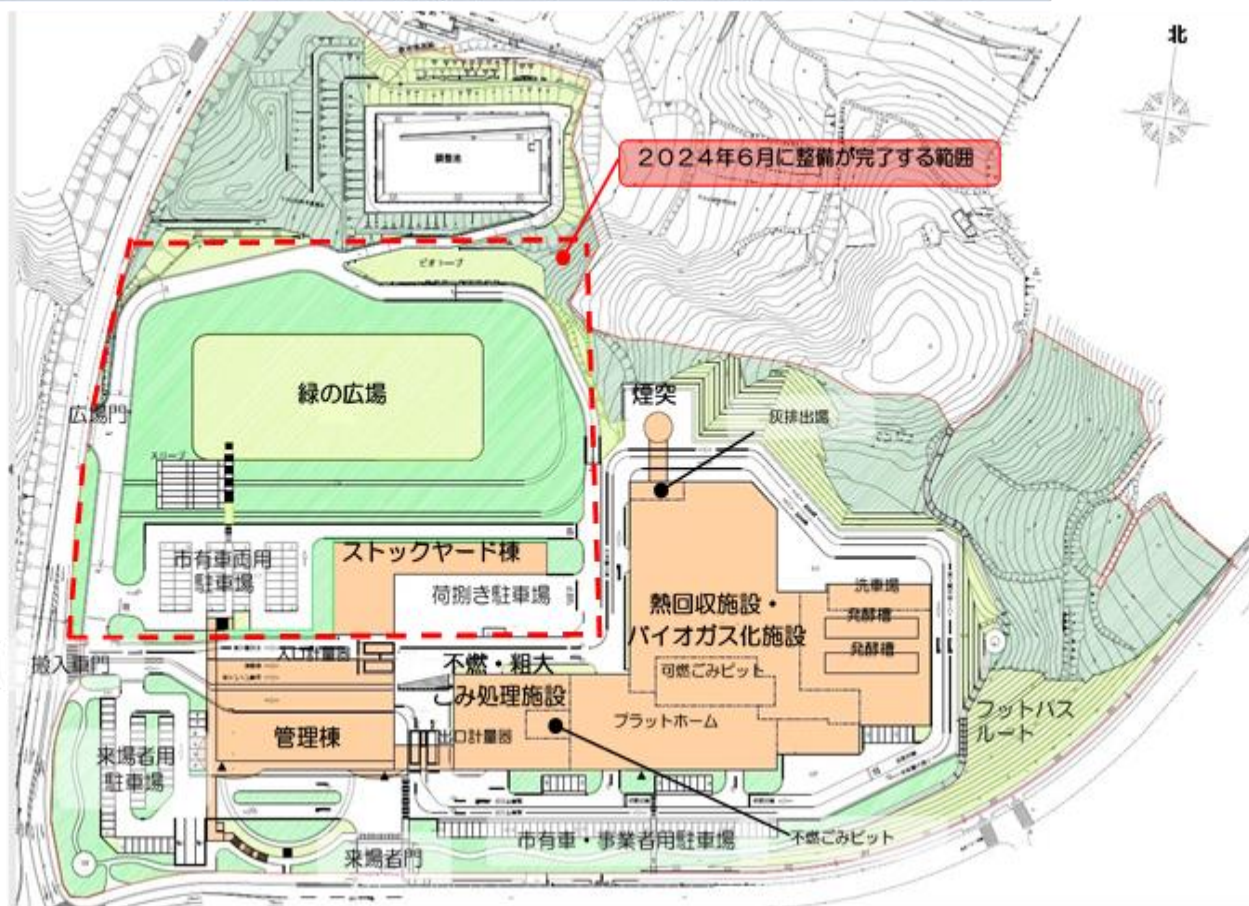 北
調整池
2024年6月に整備が完了する範囲
ビオトープ
緑の広場
広場門
煙突
灰排出場
スリーブ
市有車両用
駐車場
ストックヤード棟
荷捌き駐車場
熱回収施設・
バイオガス化施設
洗車場
発酵槽
発酵槽
搬入車門
入口計量器
不燃・粗大
ごみ処理施設
可燃ごみピット
プラットホーム
管理棟
出口計量器
フットパス
ルート
来場者用
駐車場
市有車・事業者用駐車場
不燃ごみピット
来場者門